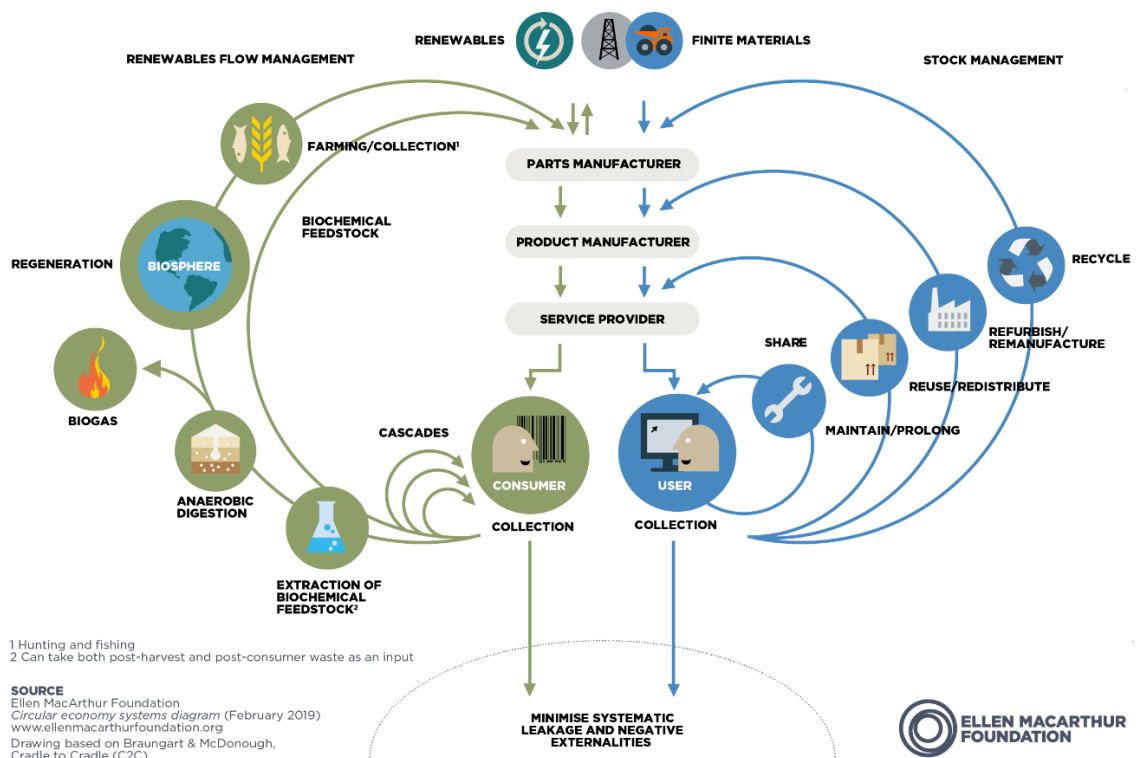 RENEWABLES
FINITE MATERIALS
RENEWABLES FLOW MANAGEMENT
STOCK MANAGEMENT
FARMING/COLLECTION¹
PARTS MANUFACTURER
BIOCHEMICAL
FEEDSTOCK
PRODUCT MANUFACTURER
REGENERATION
BIOSPHERE
RECYCLE
SERVICE PROVIDER
SHARE
REFURBISH/
REMANUFACTURE
REUSE/REDISTRIBUTE
BIOGAS
CASCADES
MAINTAIN/PROLONG
CONSUMER
USER
ANAEROBIC
DIGESTION
COLLECTION
COLLECTION
EXTRACTION OF
BIOCHEMICAL
FEEDSTOCK²
1 Hunting and fishing
2 Can take both post-harvest and post-consumer waste as an input
SOURCE
Ellen MacArthur Foundation
Circular economy systems diagram (February 2019)
www.ellenmacarthurfoundation.org
Drawing based on Braungart & McDonough,
Cradle to Cradle (C2C)
MINIMISE SYSTEMATIC
LEAKAGE AND NEGATIVE
EXTERNALITIES
ELLEN MACARTHUR
FOUNDATION